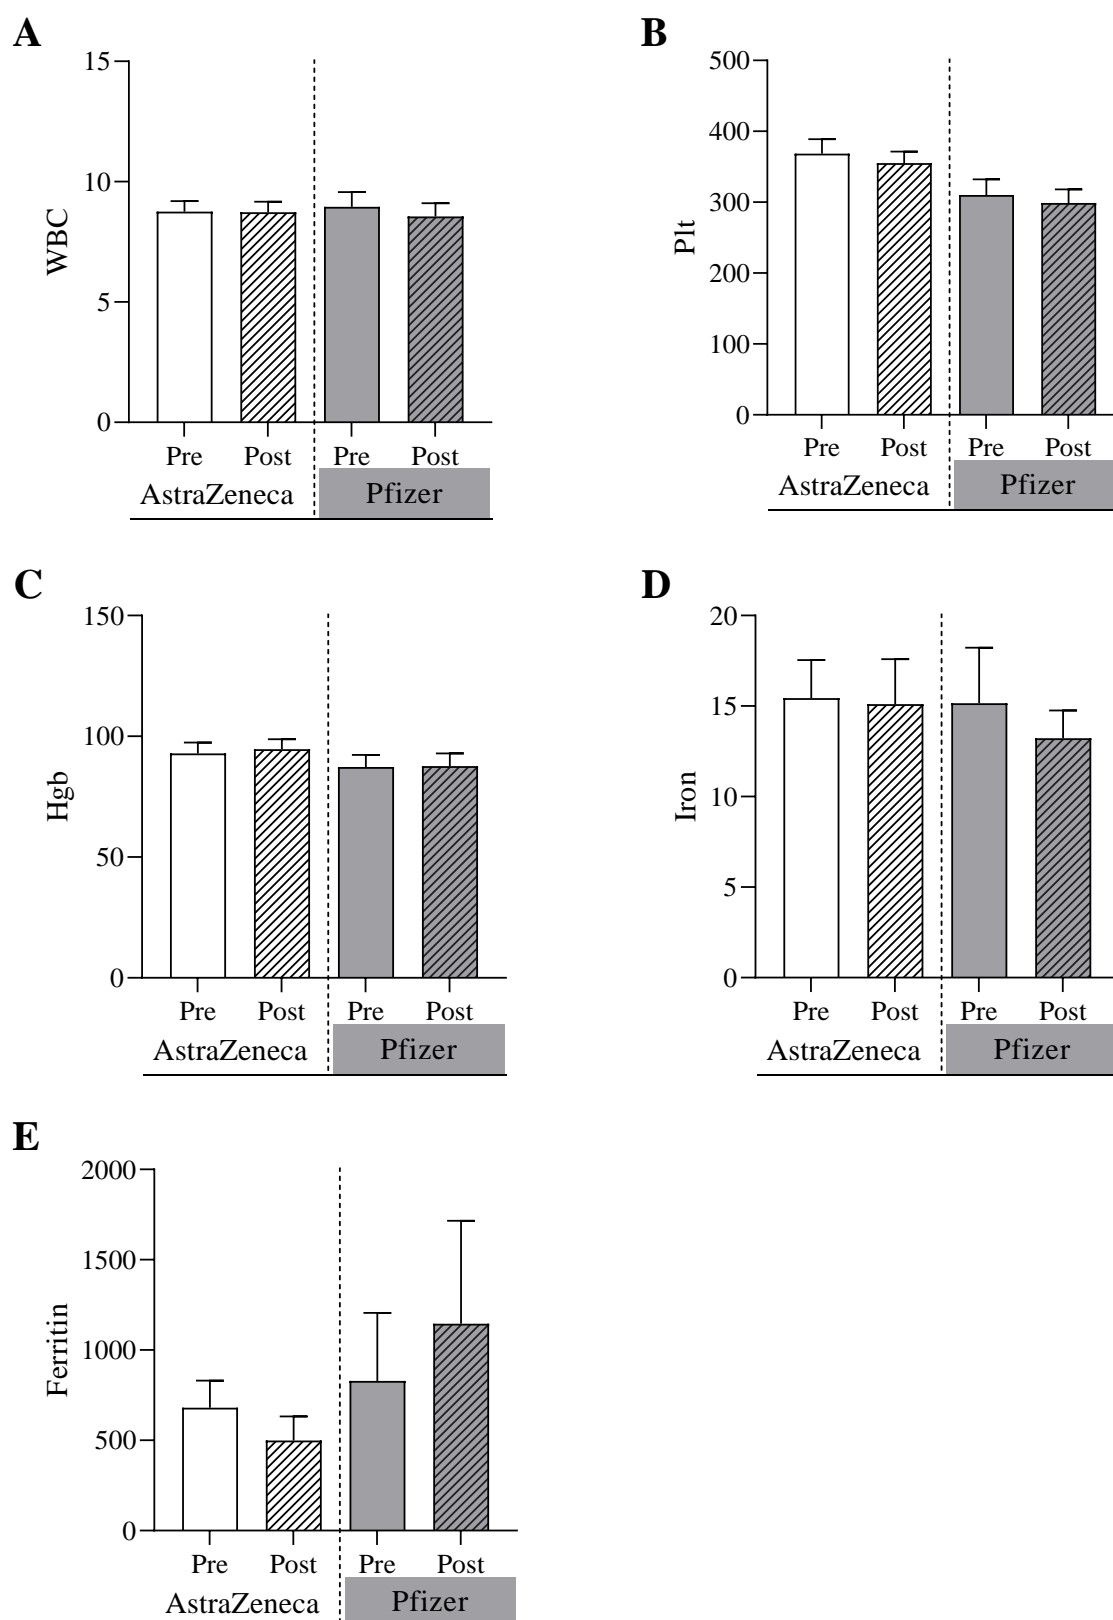 A
15
10
5
0
WBC
Pre Post Pre Post
AstraZeneca Pfizer
B
500
400
300
200
100
0
Plt
Pre Post Pre Post
AstraZeneca Pfizer
C
150
100
50
0
Hgb
Pre Post Pre Post
AstraZeneca Pfizer
D
20
15
10
5
0
Iron
Pre Post Pre Post
AstraZeneca Pfizer
E
2000
1500
1000
500
0
Ferritin
Pre Post Pre Post
AstraZeneca Pfizer